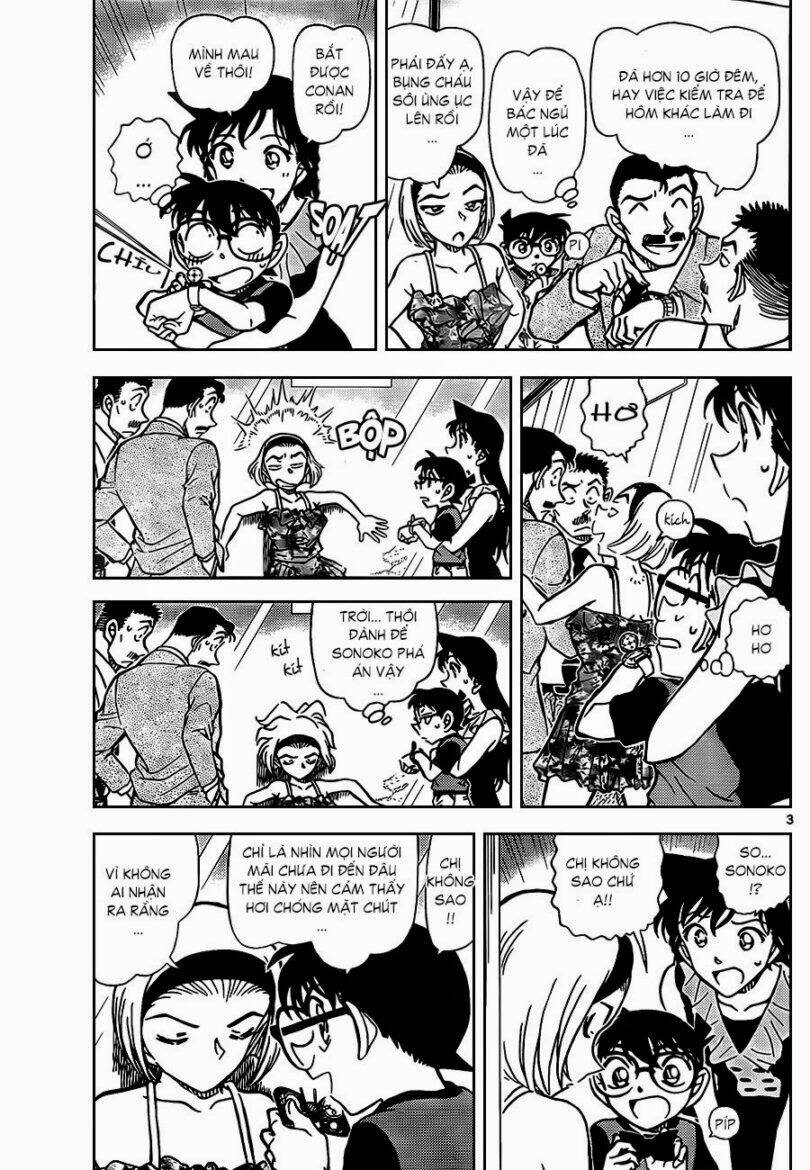 ĐÃ HƠN 10 GIỜ ĐÊM,
HAY VIỆC KIỂM TRA ĐỂ
HÔM KHÁC LÀM ĐI
...
VẬY ĐỂ
BÁC NGỦ
MỘT LÚC
ĐÃ
...
PHẢI ĐẤY Ạ,
BỤNG CHÁU
SÔI ÙNG ỤC
LÊN RỒI
...
PI
BẮT
ĐƯỢC
CONAN
RỒI!
MÌNH MAU
VỀ THÔI!
Ớ
...
SOẠT
CHÍU
HƠ
kích
HƠ
HƠ
BỘP
TRỜI... THÔI
ĐÀNH ĐỂ
SONOKO PHÁ
ÁN VẬY
...
kít
kít
3
SO...
SONOKO
!?
CHỊ KHÔNG
SAO CHỨ
Ạ!!
PÍP
CHỊ
KHÔNG
SAO
!!
CHỈ LÀ NHÌN MỌI NGƯỜI
MÃI CHƯA ĐI ĐẾN ĐÂU
THẾ NÀY NÊN CẢM THẤY
HƠI CHÓNG MẶT CHÚT
...
VÌ KHÔNG
AI NHẬN
RA RẰNG
...